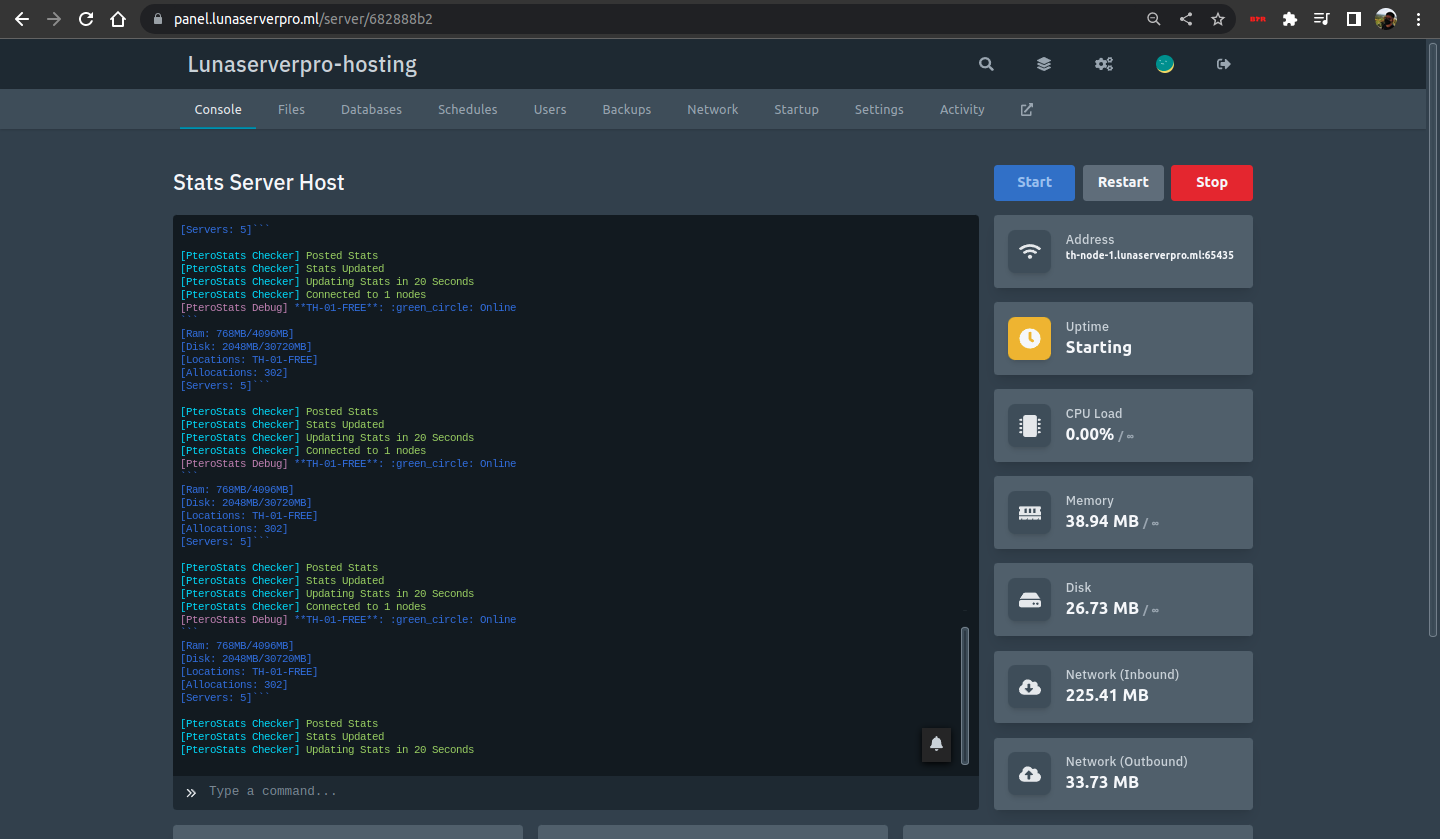 panel.lunaserverpro.ml/server/682888b2
Lunaserverpro-hosting
Console Files Databases Schedules Users Backups Network Startup Settings Activity
Stats Server Host
Start Restart Stop
[Servers: 5]```
[PteroStats Checker] Posted Stats
[PteroStats Checker] Stats Updated
[PteroStats Checker] Updating Stats in 20 Seconds
[PteroStats Checker] Connected to 1 nodes
[PteroStats Debug] **TH-01-FREE**: :green_circle: Online
```
[Ram: 768MB/4096MB]
[Disk: 2048MB/30720MB]
[Locations: TH-01-FREE]
[Allocations: 302]
[Servers: 5]```
[PteroStats Checker] Posted Stats
[PteroStats Checker] Stats Updated
[PteroStats Checker] Updating Stats in 20 Seconds
[PteroStats Checker] Connected to 1 nodes
[PteroStats Debug] **TH-01-FREE**: :green_circle: Online
```
[Ram: 768MB/4096MB]
[Disk: 2048MB/30720MB]
[Locations: TH-01-FREE]
[Allocations: 302]
[Servers: 5]```
[PteroStats Checker] Posted Stats
[PteroStats Checker] Stats Updated
[PteroStats Checker] Updating Stats in 20 Seconds
[PteroStats Checker] Connected to 1 nodes
[PteroStats Debug] **TH-01-FREE**: :green_circle: Online
```
[Ram: 768MB/4096MB]
[Disk: 2048MB/30720MB]
[Locations: TH-01-FREE]
[Allocations: 302]
[Servers: 5]```
[PteroStats Checker] Posted Stats
[PteroStats Checker] Stats Updated
[PteroStats Checker] Updating Stats in 20 Seconds
» Type a command...
Address
th-node-1.lunaserverpro.ml:65435
Uptime
Starting
CPU Load
0.00% / ∞
Memory
38.94 MB / ∞
Disk
26.73 MB / ∞
Network (Inbound)
225.41 MB
Network (Outbound)
33.73 MB